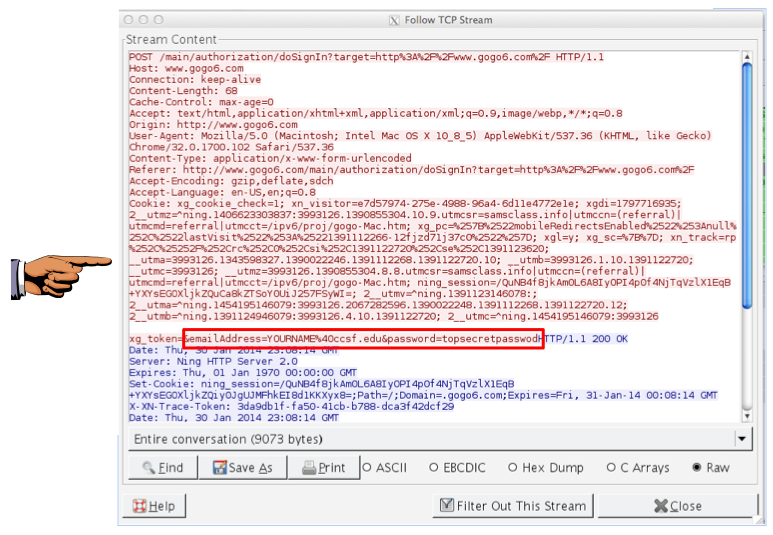 Follow TCP Stream
Stream Content
POST /main/authorization/doSignIn?target=http%3A%2F%2Fwww.gogo6.com%2F HTTP/1.1
Host: www.gogo6.com
Connection: keep-alive
Content-Length: 68
Cache-Control: max-age=0
Accept: text/html,application/xhtml+xml,application/xml;q=0.9,image/webp,*/*;q=0.8
Origin: http://www.gogo6.com
User-Agent: Mozilla/5.0 (Macintosh; Intel Mac OS X 10_8_5) AppleWebKit/537.36 (KHTML, like Gecko)
Chrome/32.0.1700.102 Safari/537.36
Content-Type: application/x-www-form-urlencoded
Referer: http://www.gogo6.com/main/authorization/doSignIn?target=http%3A%2F%2Fwww.gogo6.com%2F
Accept-Encoding: gzip,deflate,sdch
Accept-Language: en-US,en;q=0.8
Cookie: xg_cookie_check=1; xn_visitor=e7d57974-275e-4988-96a4-6d11e4772e1e; xgdi=1797716935;
2__utmz=^ning.1406623303837:3993126.1390855304.10.9.utmcsr=samsclass.info|utmccn=(referral)|
utmcmd=referral|utmcct=/ipv6/proj/gogo-Mac.htm; xg_pc=%257B%2522mobileRedirectsEnabled%2522%253Anull%
252C%2522lastVisit%2522%253A%25221391112266-12fjzd71j37c0%2522%257D; xgl=y; xg_sc=%7B%7D; xn_track=rp
%252C%25252F%252Crc%252C0%252Csi%252C1391122720%252Cse%252C1391123620;
__utma=3993126.1343598327.1390022246.1391112268.1391122720.10; __utmb=3993126.1.10.1391122720;
__utmc=3993126; __utmz=3993126.1390855304.8.8.utmcsr=samsclass.info|utmccn=(referral)|
utmcmd=referral|utmcct=/ipv6/proj/gogo-Mac.htm; ning_session=/QuNB4f8jkAmOL6A8IyOPI4pOf4NjTqVzlX1EqB
+YXYsEGOXljkZQuCa8kZTSoY0UiJ257FSyWI=; 2__utmv=^ning.1391123146078:;
2__utma=^ning.1454195146079:3993126.2067282596.1390022248.1391112268.1391122720.12;
2__utmb=^ning.1391124946079:3993126.4.10.1391122720; 2__utmc=^ning.1454195146079:3993126
xg_token=&emailAddress=YOURNAME%40ccsf.edu&password=topsecretpasswodHTTP/1.1 200 OK
Date: Thu, 30 Jan 2014 23:08:14 GMT
Server: Ning HTTP Server 2.0
Expires: Thu, 01 Jan 1970 00:00:00 GMT
Set-Cookie: ning_session=/QuNB4f8jkAmOL6A8IyOPI4pOf4NjTqVzlX1EqB
+YXYsEGOXljkZQiyOJgUJMFhkEI8d1KKXyx8=;Path=/;Domain=.gogo6.com;Expires=Fri, 31-Jan-14 00:08:14 GMT
X-XN-Trace-Token: 3da9db1f-fa50-41cb-b788-dca3f42dcf29
Date: Thu, 30 Jan 2014 23:08:14 GMT
Entire conversation (9073 bytes)
Find Save As Print ASCII EBCDIC Hex Dump C Arrays Raw
Help Filter Out This Stream Close